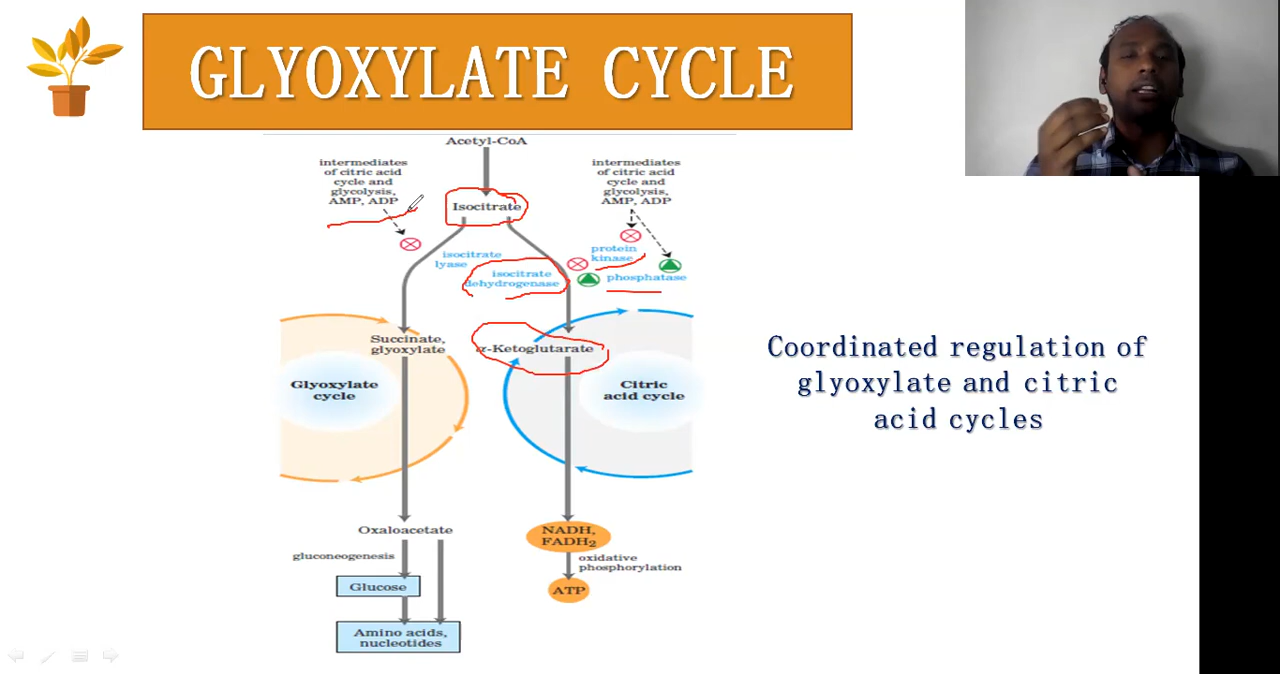 GLYOXYLATE CYCLE
Acetyl-CoA
intermediates
of citric acid
cycle and
glycolysis,
AMP, ADP
Isocitrate
intermediates
of citric acid
cycle and
glycolysis,
AMP, ADP
isocitrate
lyase
isocitrate
dehydrogenase
protein
kinase
phosphatase
Succinate,
glyoxylate
α-Ketoglutarate
Glyoxylate
cycle
Citric
acid cycle
Coordinated regulation of
glyoxylate and citric
acid cycles
Oxaloacetate
gluconeogenesis
Glucose
Amino acids,
nucleotides
NADH,
FADH2
oxidative
phosphorylation
ATP